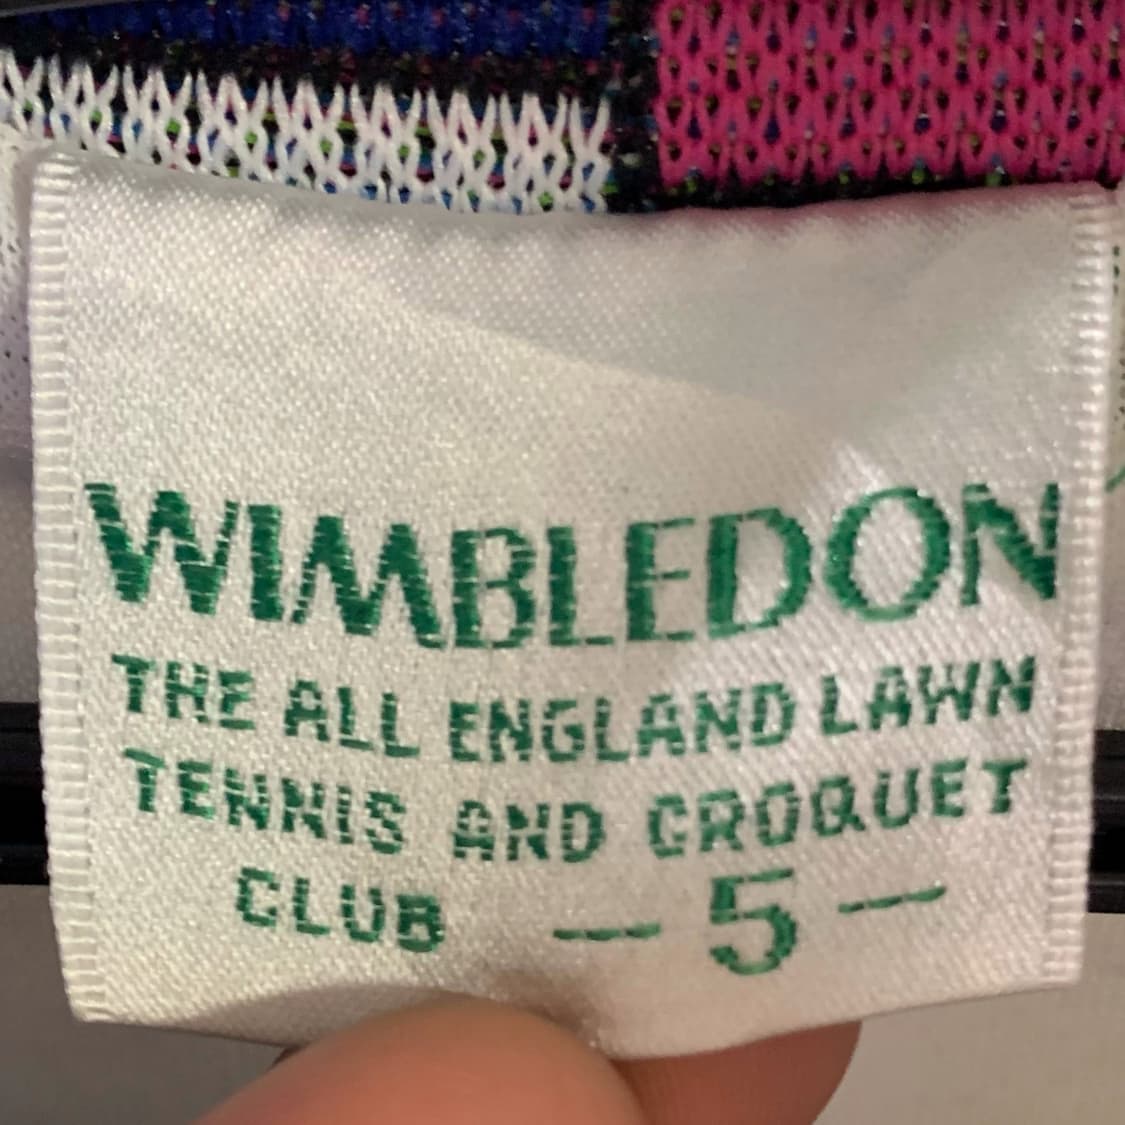 WIMBLEDON
THE ALL ENGLAND LAWN
TENNIS AND CROQUET
CLUB — 5 —